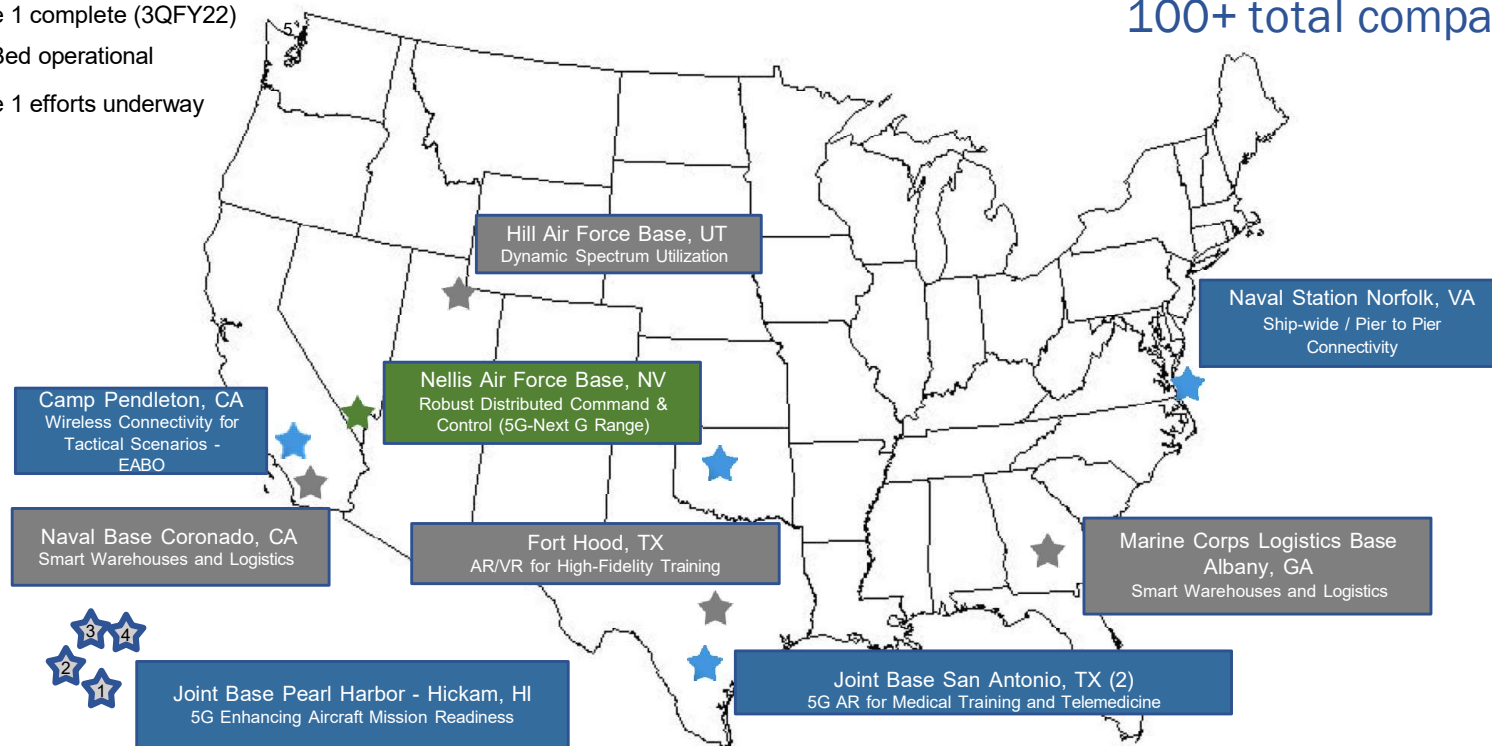 1 complete (3QFY22)
operational
1 efforts underway
100+ total
5
Hill Air Force Base, UT
Dynamic Spectrum Utilization
Naval Station Norfolk, VA
Ship-wide / Pier to Pier
Connectivity
Nellis Air Force Base, NV
Robust Distributed Command &
Control (5G-Next G Range)
Camp Pendleton, CA
Wireless Connectivity for
Tactical Scenarios -
EABO
Naval Base Coronado, CA
Smart Warehouses and Logistics
Fort Hood, TX
AR/VR for High-Fidelity Training
Marine Corps Logistics Base
Albany, GA
Smart Warehouses and Logistics
3 4
2
1
Joint Base Pearl Harbor - Hickam, HI
5G Enhancing Aircraft Mission Readiness
Joint Base San Antonio, TX (2)
5G AR for Medical Training and Telemedicine